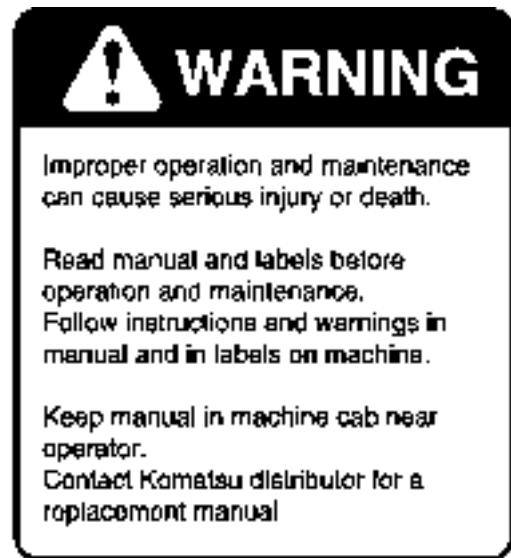 WARNING
Improper operation and maintenance
can cause serious injury or death.
Read manual and labels before
operation and maintenance.
Follow instructions and warnings in
manual and in labels on machine.
Keep manual in machine cab near
operator.
Contact Komatsu distributor for a
replacement manual